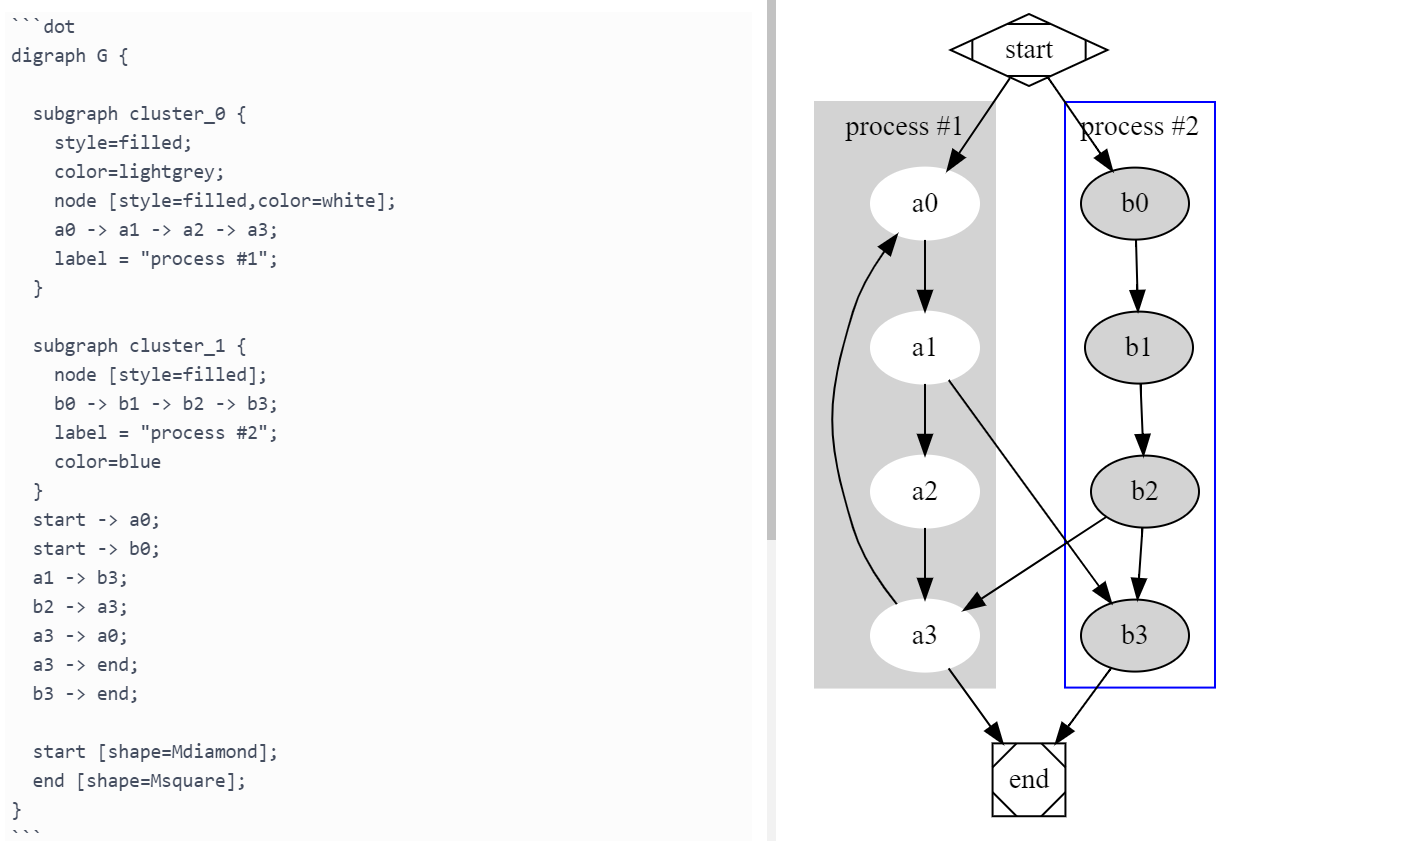 ```dot
digraph G {

  subgraph cluster_0 {
    style=filled;
    color=lightgrey;
    node [style=filled,color=white];
    a0 -> a1 -> a2 -> a3;
    label = "process #1";
  }

  subgraph cluster_1 {
    node [style=filled];
    b0 -> b1 -> b2 -> b3;
    label = "process #2";
    color=blue
  }
  start -> a0;
  start -> b0;
  a1 -> b3;
  b2 -> a3;
  a3 -> a0;
  a3 -> end;
  b3 -> end;

  start [shape=Mdiamond];
  end [shape=Msquare];
}
```
start
process #1
process #2
a0
b0
a1
b1
a2
b2
a3
b3
end